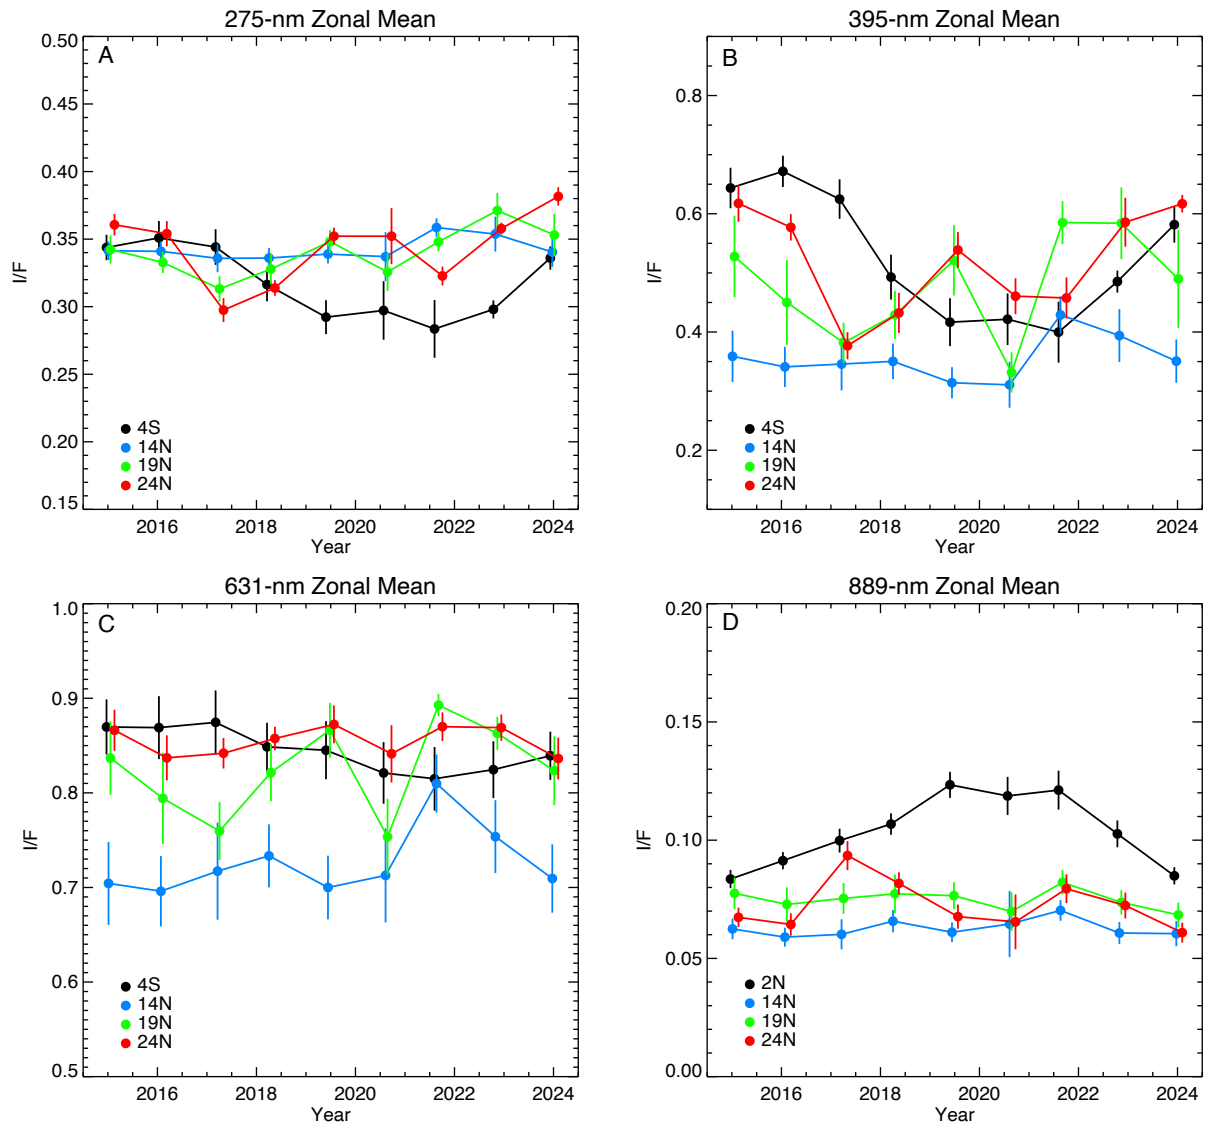 275-nm Zonal Mean
A
0.50
0.45
0.40
0.35
0.30
0.25
0.20
0.15
I/F
4S
14N
19N
24N
2016 2018 2020 2022 2024
Year
395-nm Zonal Mean
B
0.8
0.6
0.4
0.2
I/F
4S
14N
19N
24N
2016 2018 2020 2022 2024
Year
631-nm Zonal Mean
C
1.0
0.9
0.8
0.7
0.6
0.5
I/F
4S
14N
19N
24N
2016 2018 2020 2022 2024
Year
889-nm Zonal Mean
D
0.20
0.15
0.10
0.05
0.00
I/F
2N
14N
19N
24N
2016 2018 2020 2022 2024
Year